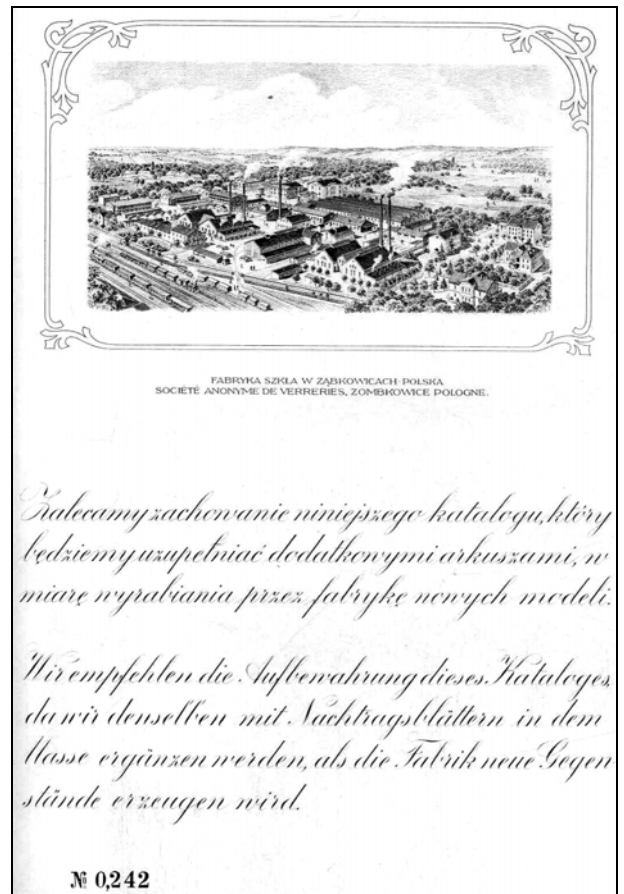 FABRYKA SZKŁA W ZĄBKOWICACH-POLSKA
SOCIÉTÉ ANONYME DE VERRERIES, ZOMBKOWICE POLOGNE.
Zalecamy zachowanie niniejszego katalogu, który
będziemy uzupełniać dodatkowymi arkuszami, w
miarę wyrabiania przez fabrykę nowych modeli.
Wir empfehlen die Aufbewahrung dieses Kataloges,
da wir denselben mit Nachtragsblättern in dem
Masse ergänzen werden, als die Fabrik neue Gegen
stände erzeugen wird.
№ 0,242